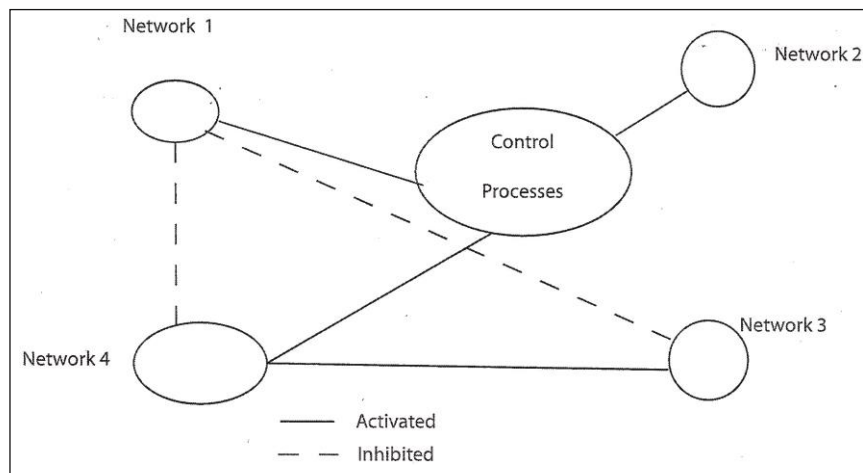 Network 1
Network 2
Control
Processes
Network 3
Network 4
Activated
Inhibited